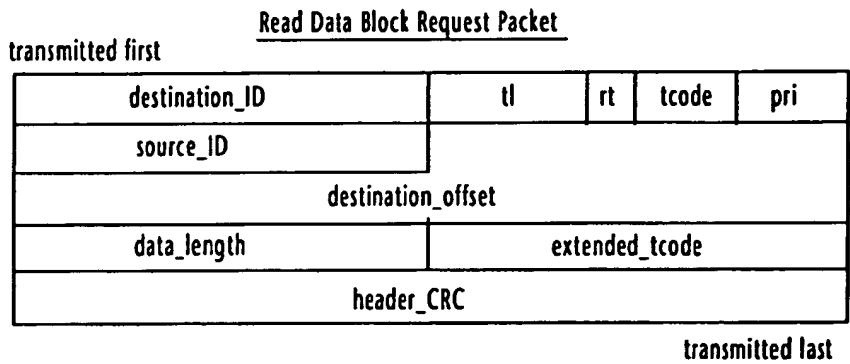 Read Data Block Request Packet
transmitted first
destination_ID tl rt tcode pri
source_ID
destination_offset
data_length extended_tcode
header_CRC
transmitted last